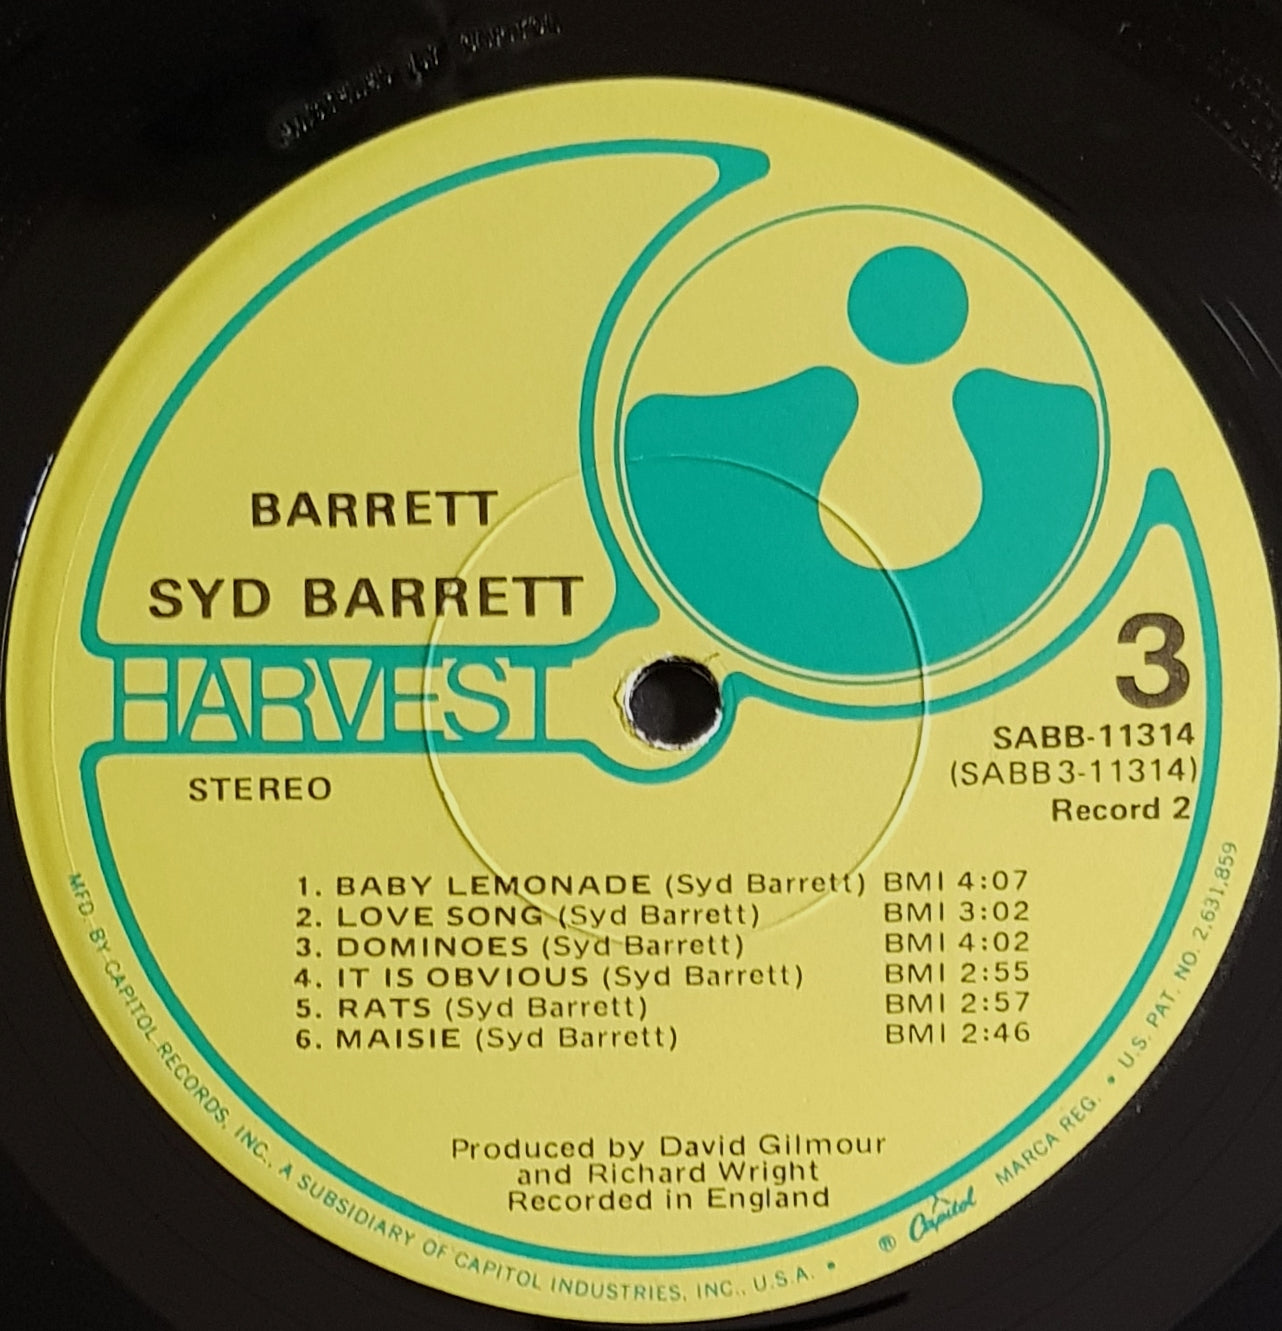 MASTERED BY CAPITOL
BARRETT
SYD BARRETT
HARVEST
STEREO
3
SABB-11314
(SABB3-11314)
Record 2
1. BABY LEMONADE (Syd Barrett) BMI 4:07
2. LOVE SONG (Syd Barrett) BMI 3:02
3. DOMINOES (Syd Barrett) BMI 4:02
4. IT IS OBVIOUS (Syd Barrett) BMI 2:55
5. RATS (Syd Barrett) BMI 2:57
6. MAISIE (Syd Barrett) BMI 2:46
Produced by David Gilmour
and Richard Wright
Recorded in England
MFD. BY CAPITOL RECORDS, INC., A SUBSIDIARY OF CAPITOL INDUSTRIES, INC., U.S.A. • ® Capitol MARCA REG. • U.S. PAT. NO. 2,631,859